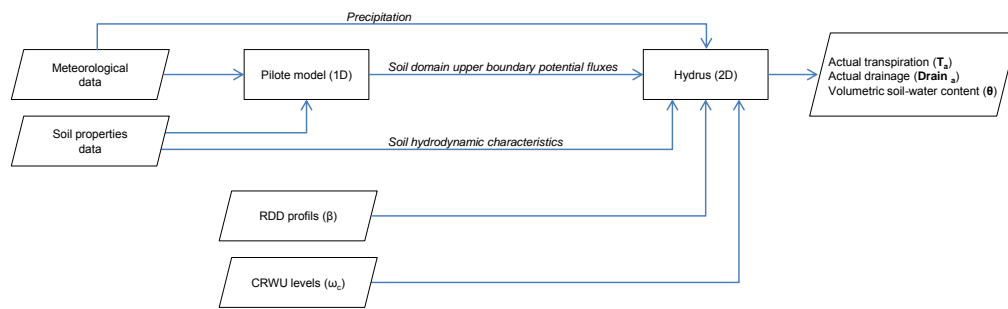 Precipitation
Meteorological
data
Pilote model (1D)
Soil domain upper boundary potential fluxes
Hydrus (2D)
Actual transpiration (Tₐ)
Actual drainage (Drain ₐ)
Volumetric soil-water content (θ)
Soil properties
data
Soil hydrodynamic characteristics
RDD profils (β)
CRWU levels (ω꜀)